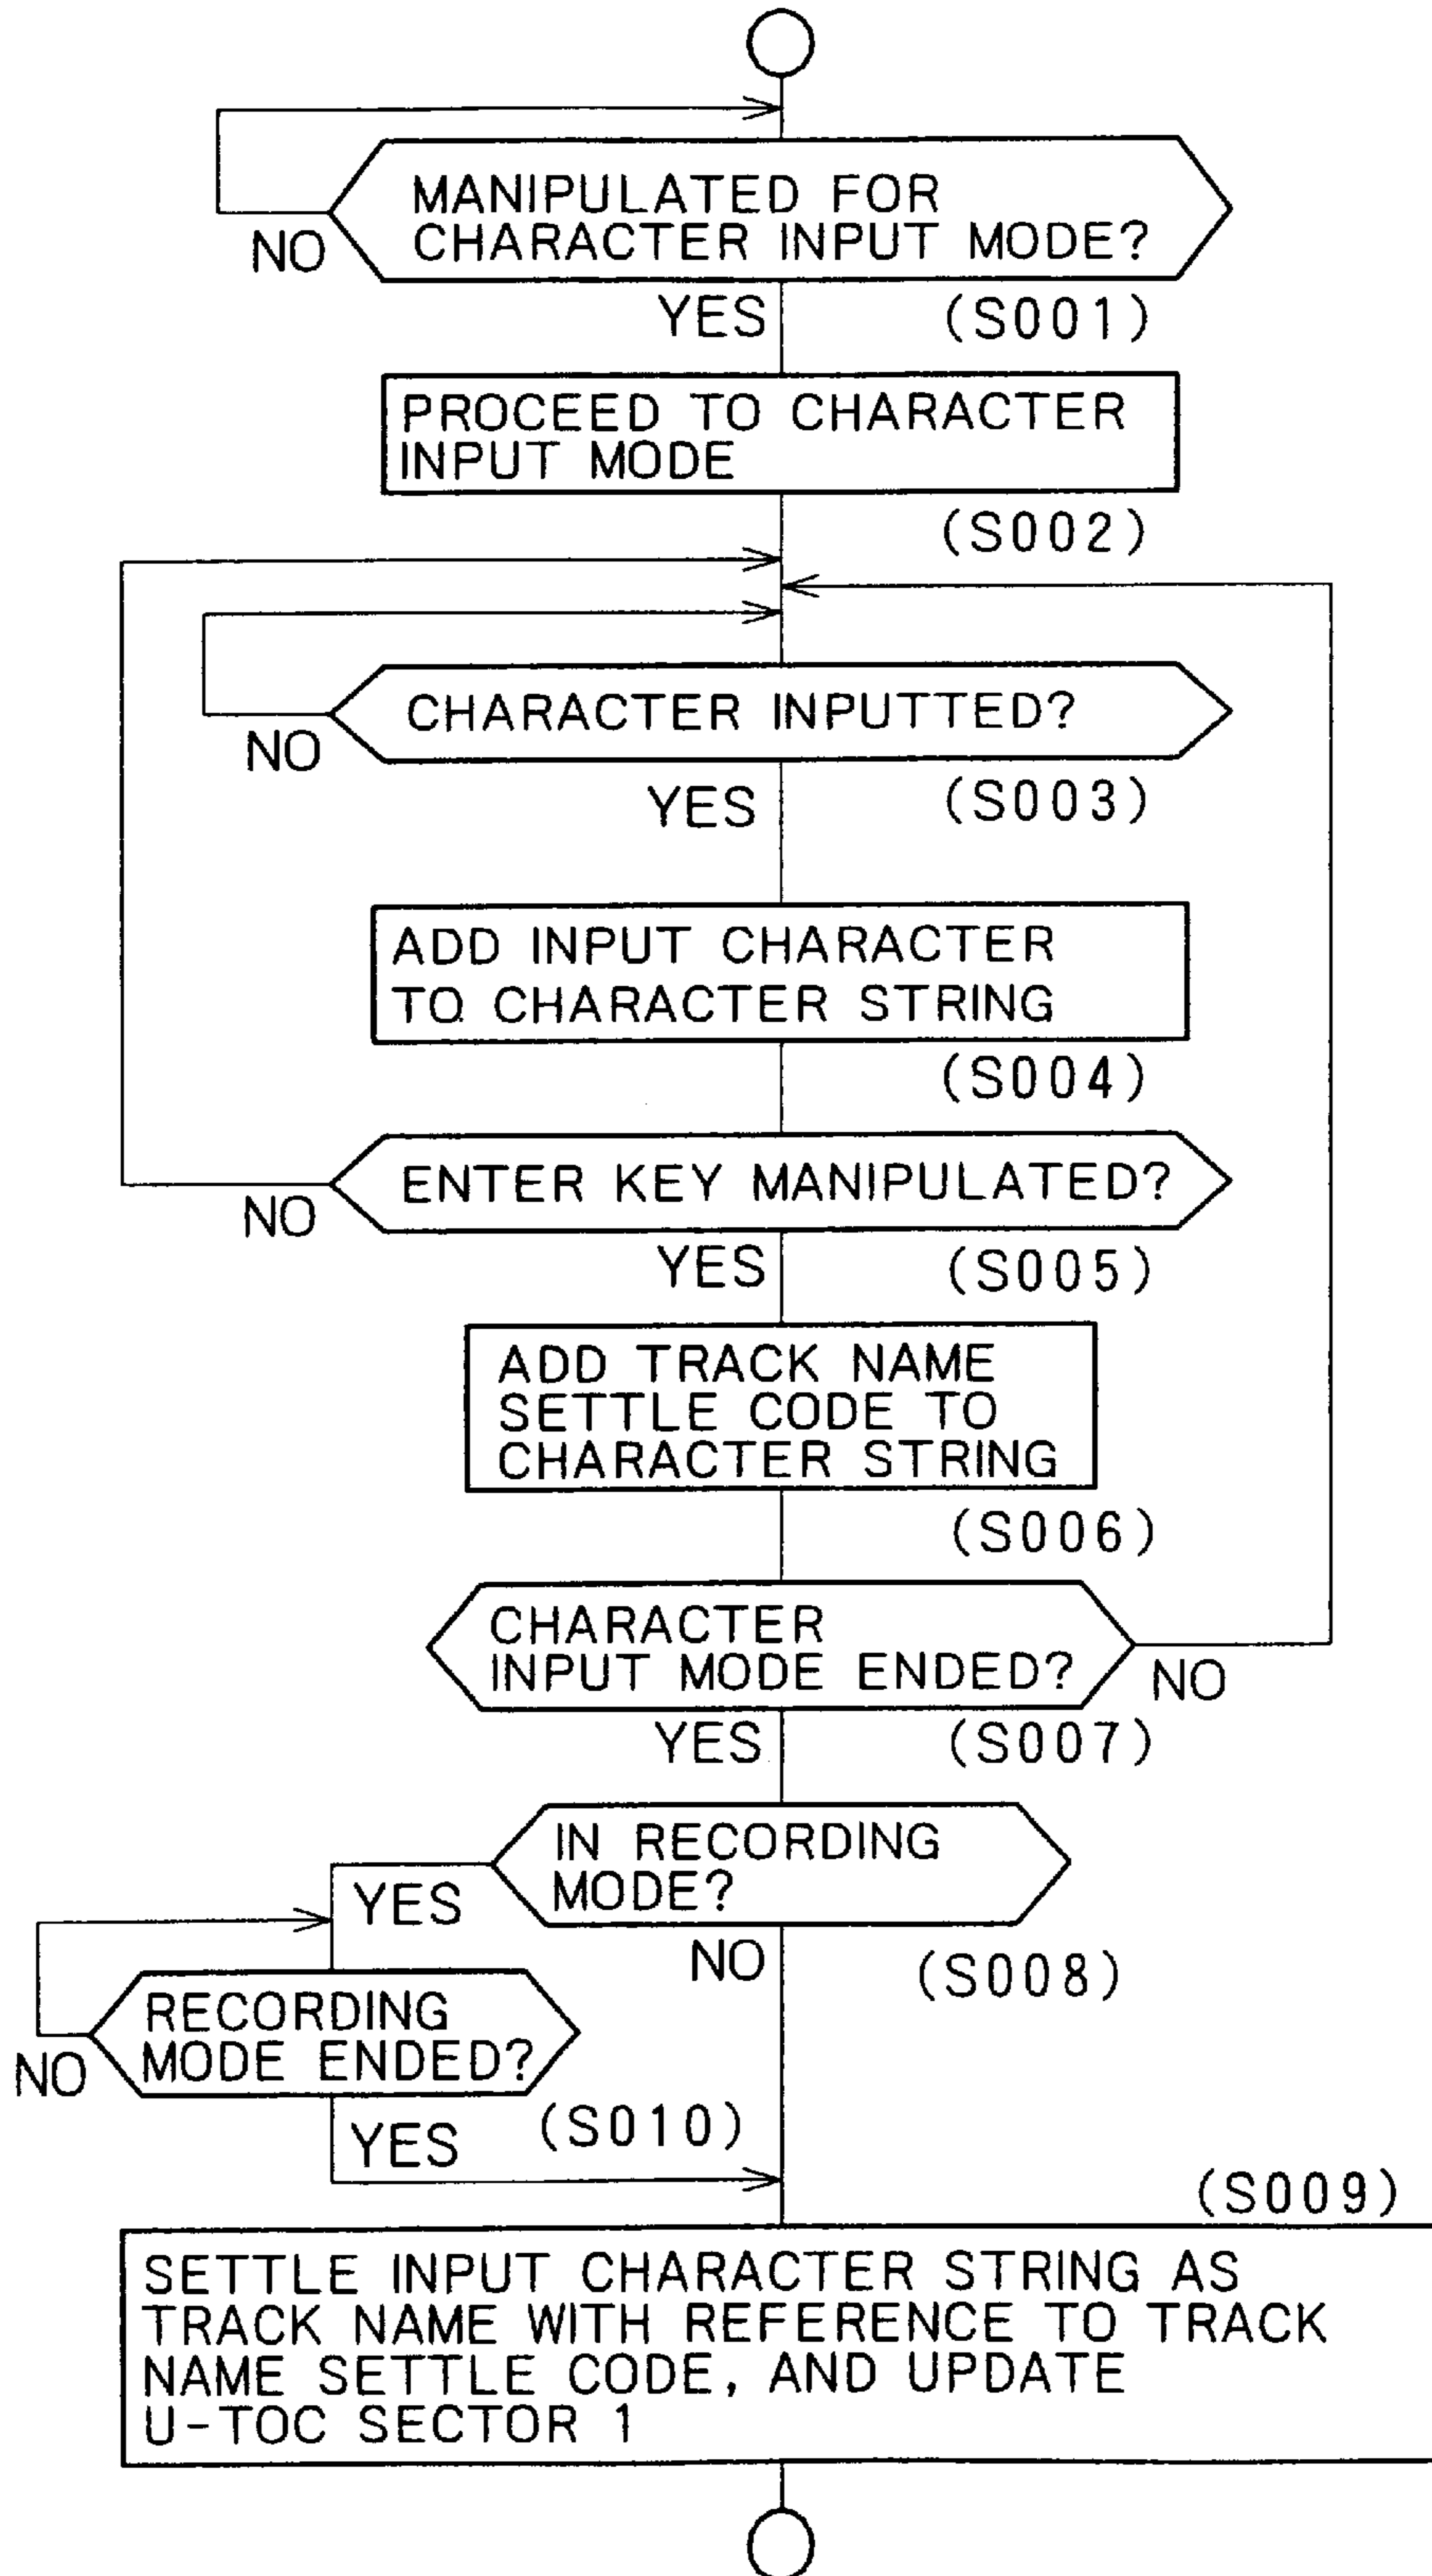 MANIPULATED FOR
CHARACTER INPUT MODE?
NO
YES
(S001)
PROCEED TO CHARACTER
INPUT MODE
(S002)
CHARACTER INPUTTED?
NO
YES
(S003)
ADD INPUT CHARACTER
TO CHARACTER STRING
(S004)
ENTER KEY MANIPULATED?
NO
YES
(S005)
ADD TRACK NAME
SETTLE CODE TO
CHARACTER STRING
(S006)
CHARACTER
INPUT MODE ENDED?
NO
YES
(S007)
IN RECORDING
MODE?
YES
NO
(S008)
RECORDING
MODE ENDED?
NO
YES
(S010)
(S009)
SETTLE INPUT CHARACTER STRING AS
TRACK NAME WITH REFERENCE TO TRACK
NAME SETTLE CODE, AND UPDATE
U-TOC SECTOR 1